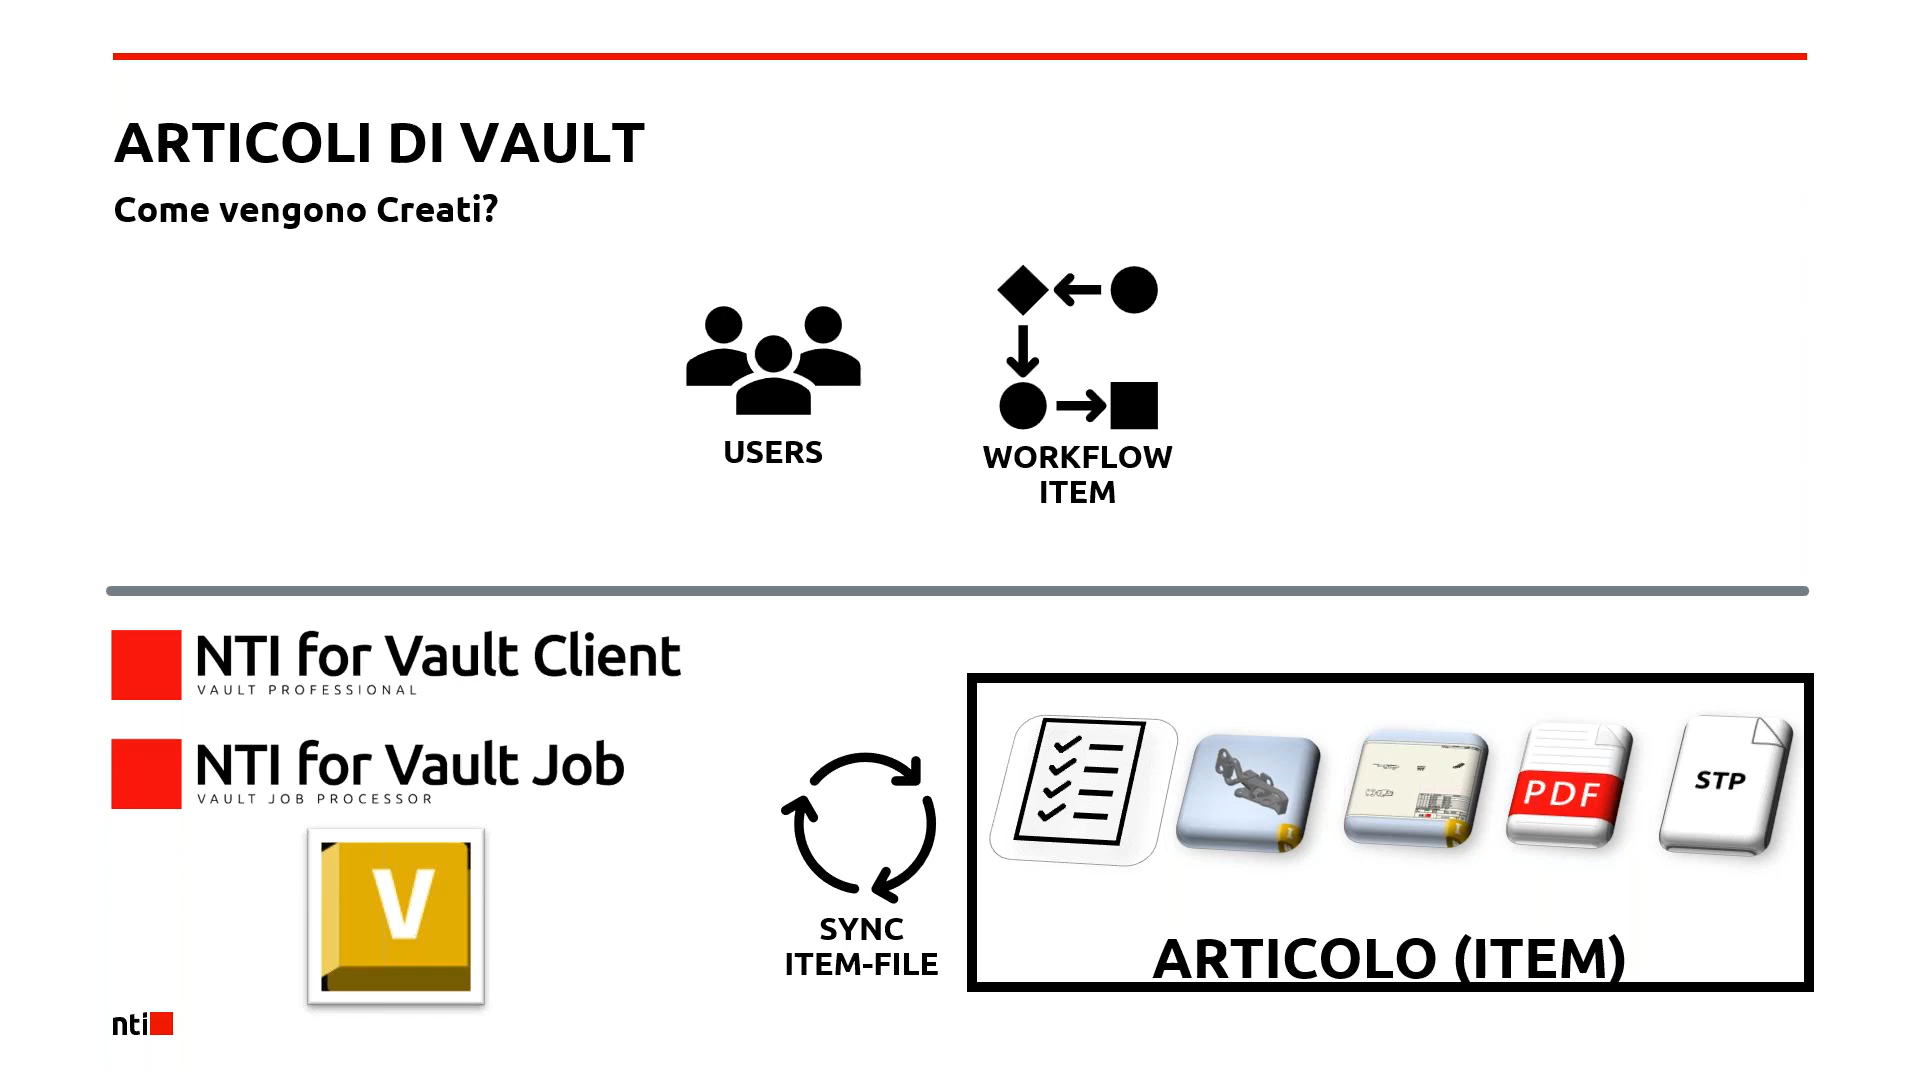 ARTICOLI DI VAULT
Come vengono Creati?
USERS
WORKFLOW
ITEM
NTI for Vault Client
VAULT PROFESSIONAL
NTI for Vault Job
VAULT JOB PROCESSOR
V
SYNC
ITEM-FILE
PDF
STP
ARTICOLO (ITEM)
nti